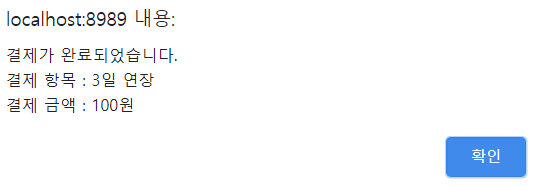 localhost:8989 내용:
결제가 완료되었습니다.
결제 항목 : 3일 연장
결제 금액 : 100원
확인